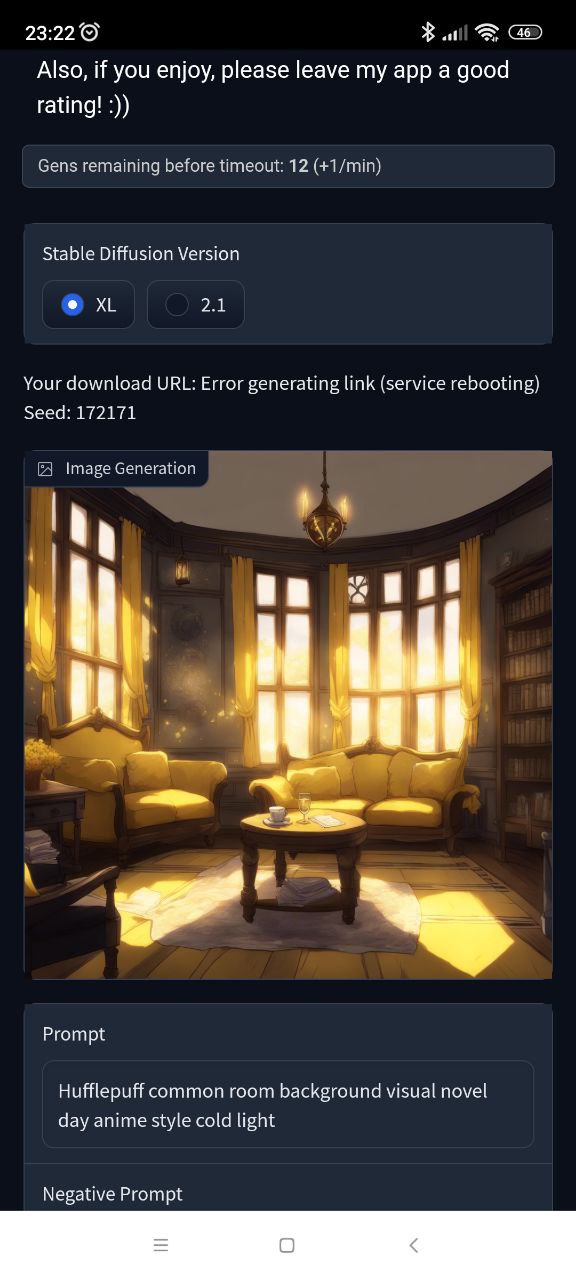 23:22
46
Also, if you enjoy, please leave my app a good
rating! :))
Gens remaining before timeout: 12 (+1/min)
Stable Diffusion Version
XL
2.1
Your download URL: Error generating link (service rebooting)
Seed: 172171
Image Generation
Prompt
Hufflepuff common room background visual novel
day anime style cold light
Negative Prompt